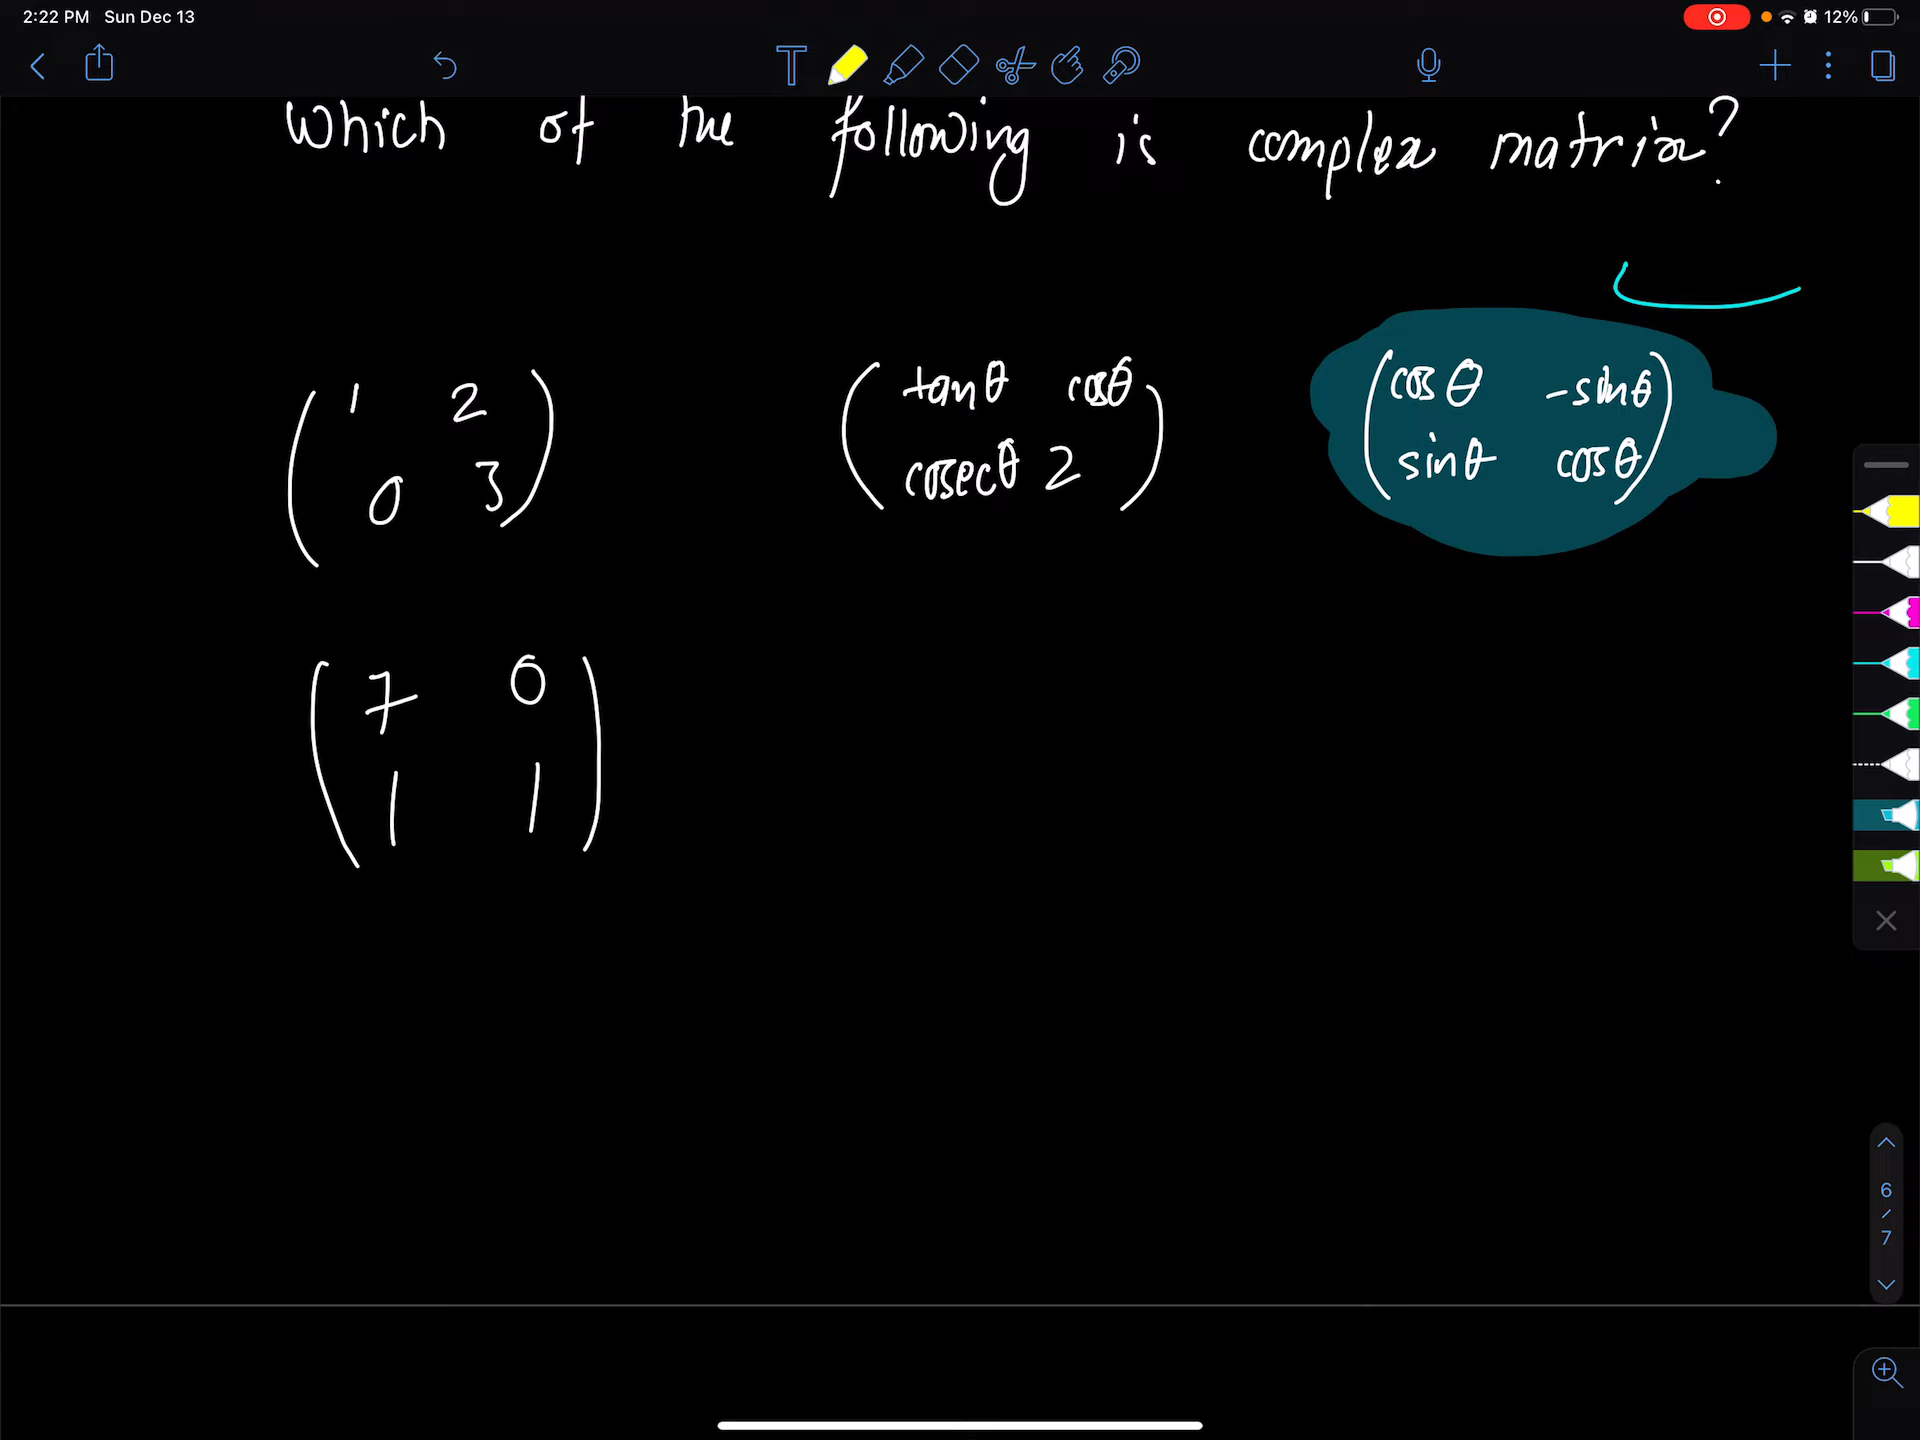 2:22 PM Sun Dec 13
12%
Which of the following is complex matrix?
1 2
0 3
tanθ cosθ
cosecθ 2
cosθ -sinθ
sinθ cosθ
7 0
1 1
6
/
7